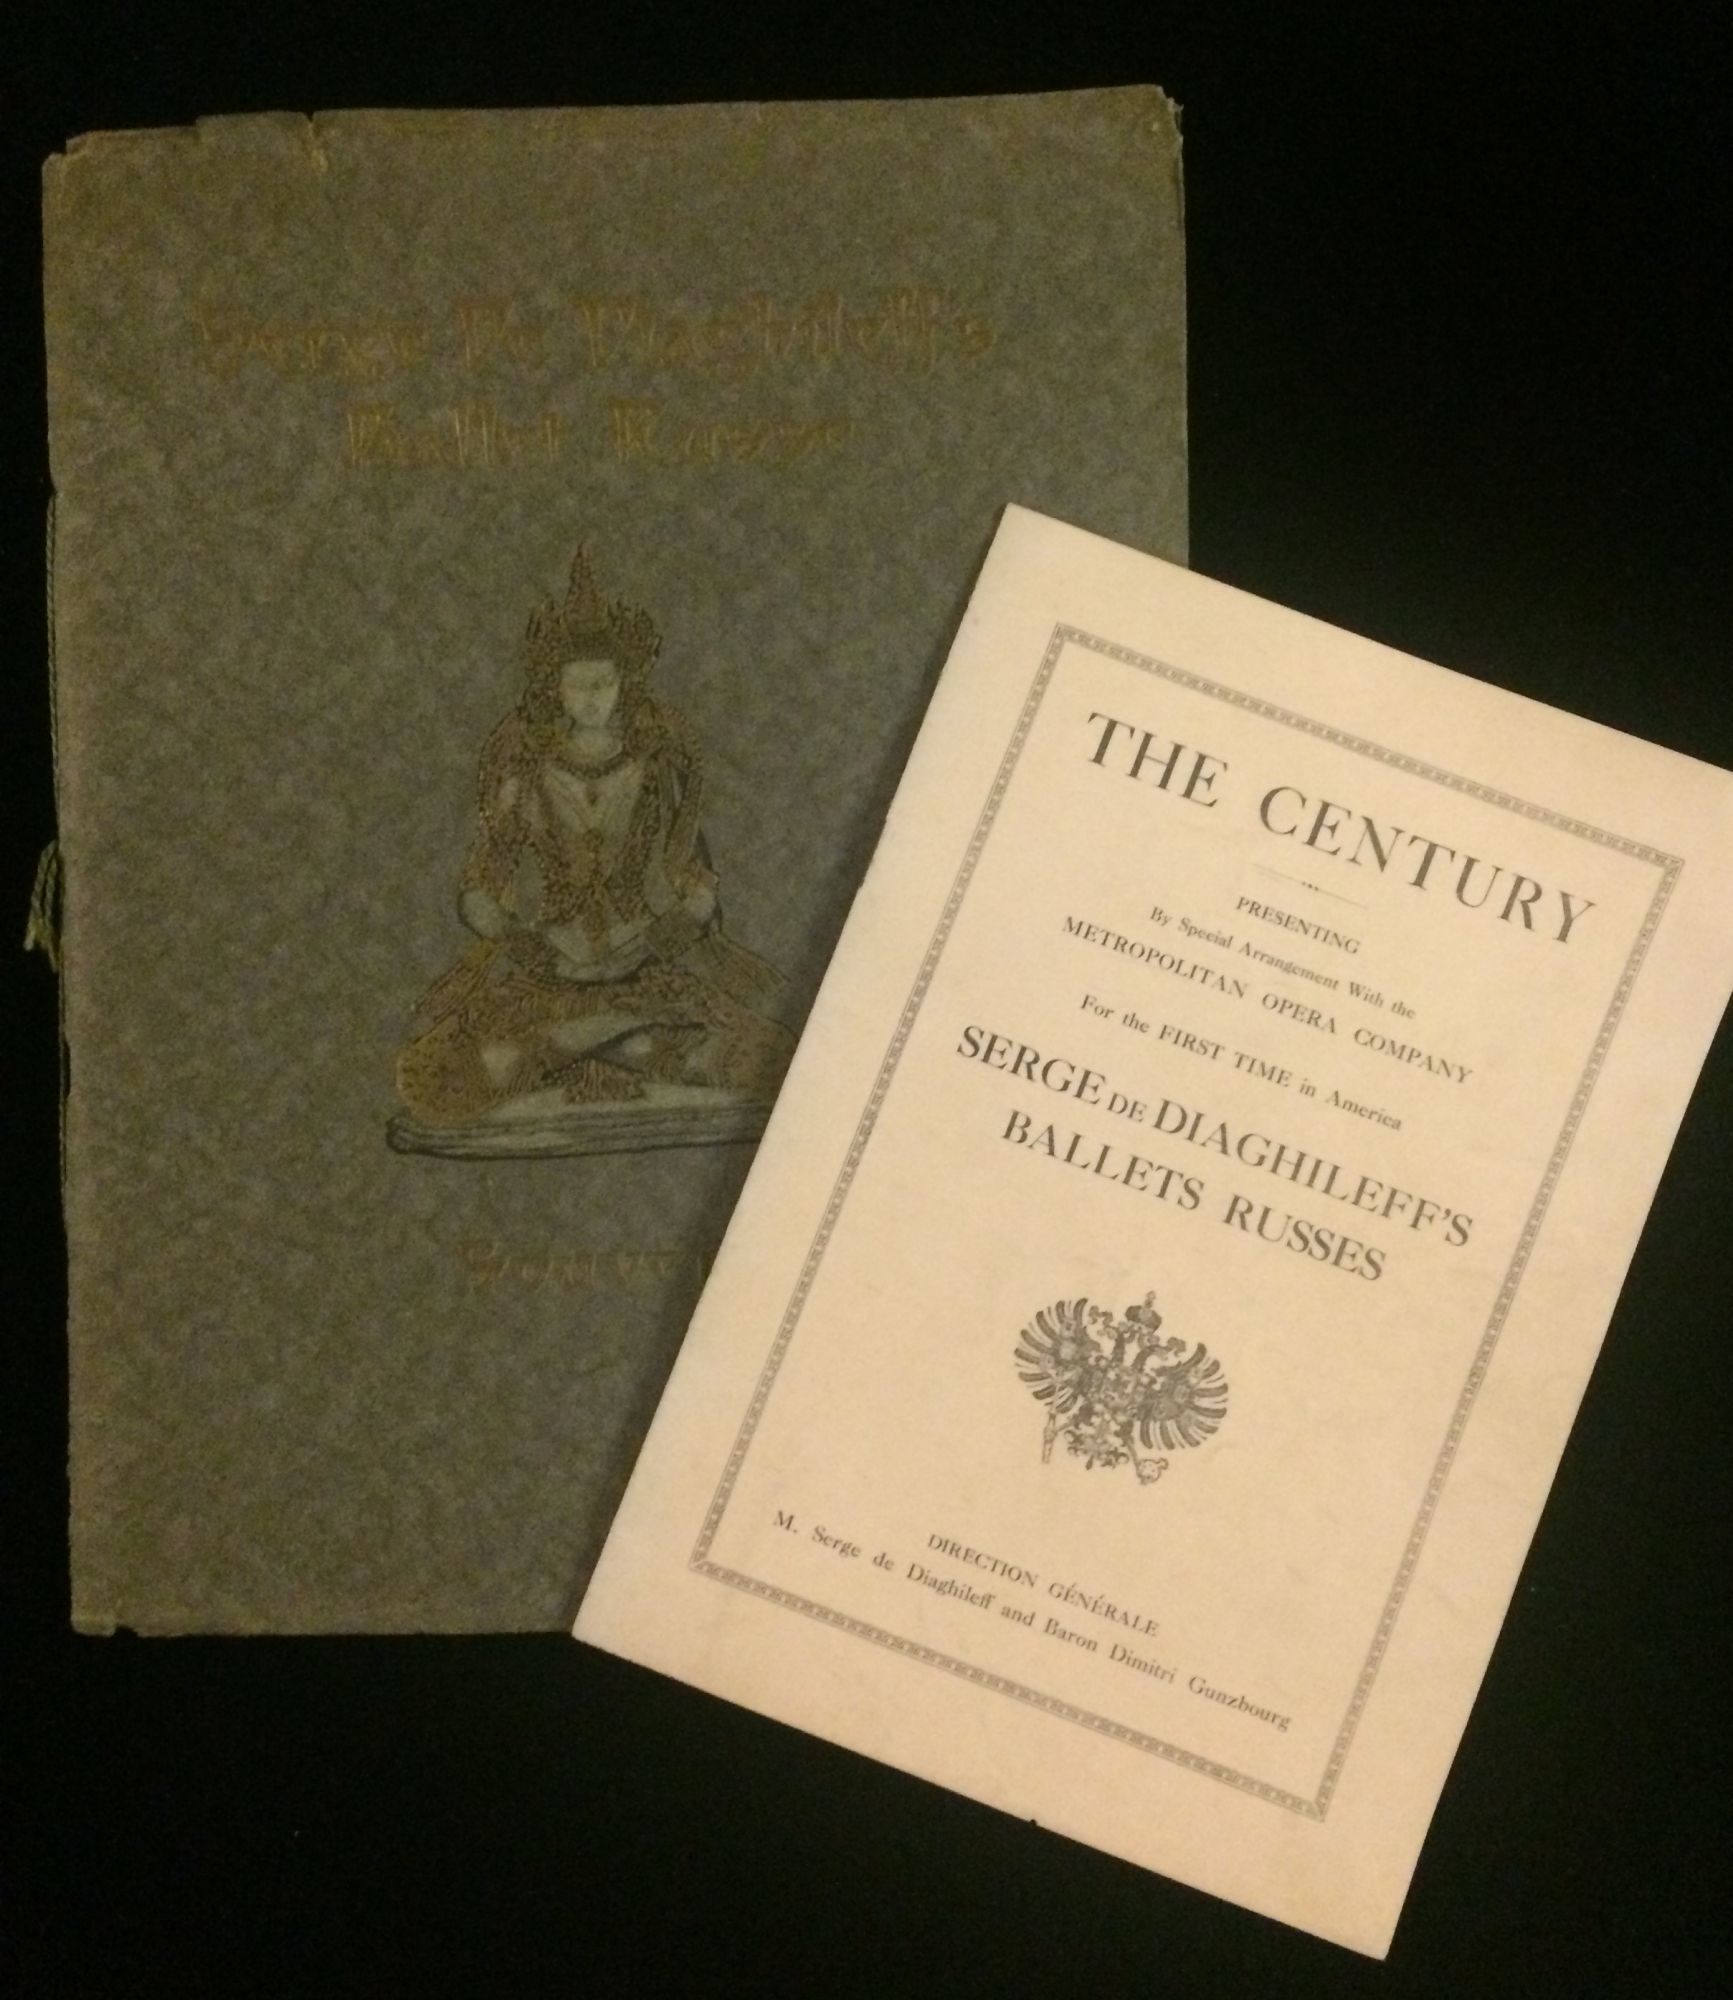 Serge De Diaghileff's
Ballet Russe
THE CENTURY
PRESENTING
By Special Arrangement With the
METROPOLITAN OPERA COMPANY
For the FIRST TIME in America
SERGE DE DIAGHILEFF'S
BALLETS RUSSES
DIRECTION GÉNÉRALE
M. Serge de Diaghileff and Baron Dimitri Gunzbourg